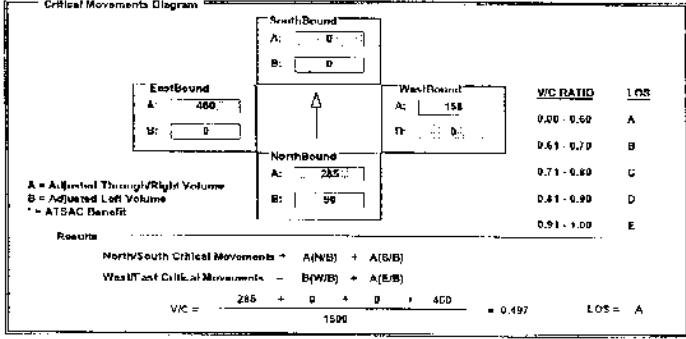 Critical Movements Diagram
SouthBound
A: 0
B: 0
EastBound
A: 460
B: 0
WestBound
A: 158
B: 0
NorthBound
A: 285
B: 90
V/C RATIO LOS
0.00 - 0.60 A
0.61 - 0.70 B
0.71 - 0.80 C
0.81 - 0.90 D
0.91 - 1.00 E
A = Adjusted Through/Right Volume
B = Adjusted Left Volume
* = ATSAC Benefit
Results
North/South Critical Movements = A(N/B) + A(S/B)
West/East Critical Movements = B(W/B) + A(E/B)
V/C = 285 + 0 + 0 + 460 = 0.497 LOS = A
1500